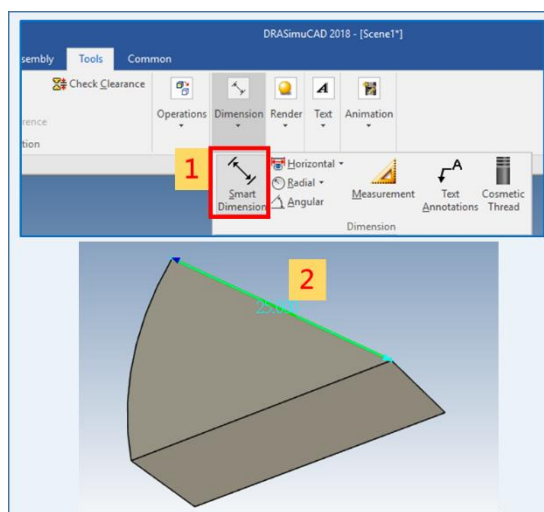 DRASimuCAD 2018 - [Scene1*]
sembly Tools Common
Check Clearance
rence
tion
Operations Dimension Render Text Animation
1
Smart Dimension
Horizontal
Radial
Angular
Measurement
Text Annotations
Cosmetic Thread
Dimension
2